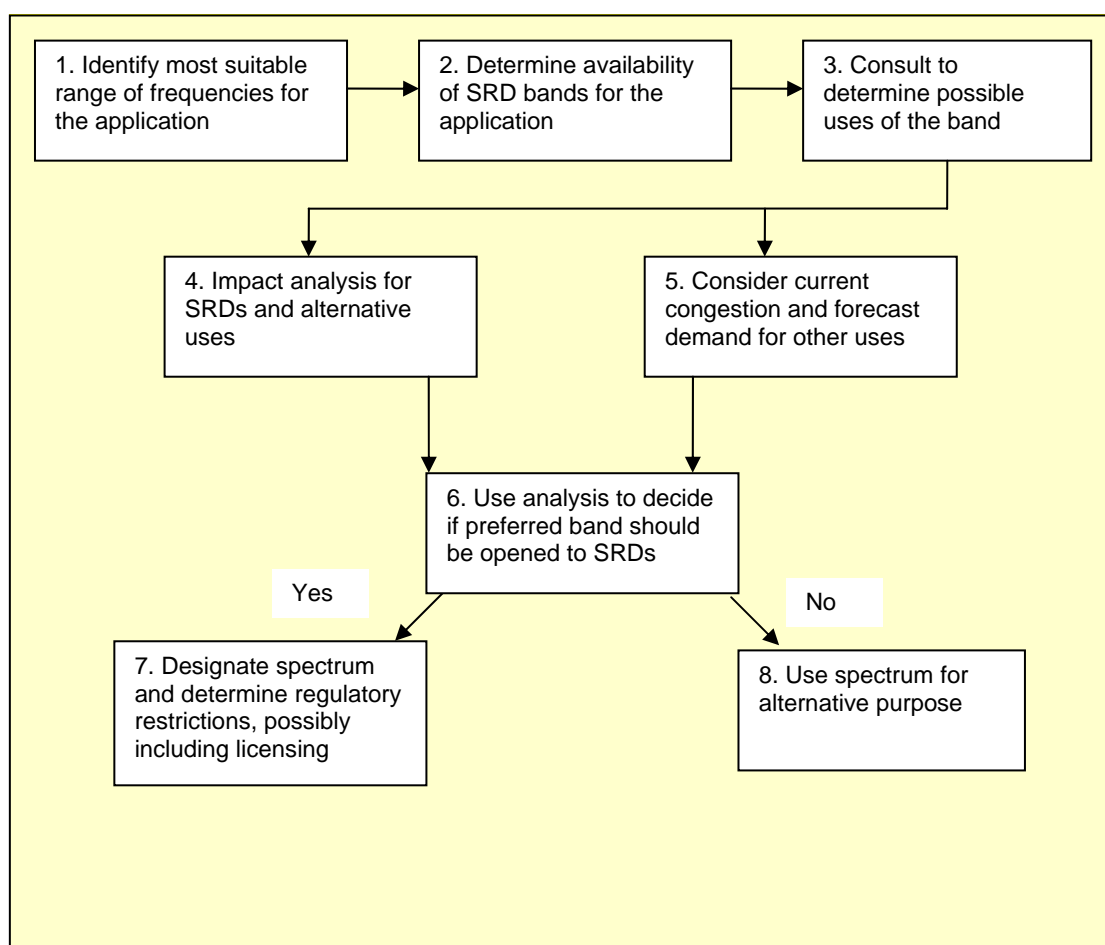 1. Identify most suitable
range of frequencies for
the application
2. Determine availability
of SRD bands for the
application
3. Consult to
determine possible
uses of the band
4. Impact analysis for
SRDs and alternative
uses
5. Consider current
congestion and forecast
demand for other uses
6. Use analysis to decide
if preferred band should
be opened to SRDs
Yes
No
7. Designate spectrum
and determine regulatory
restrictions, possibly
including licensing
8. Use spectrum for
alternative purpose